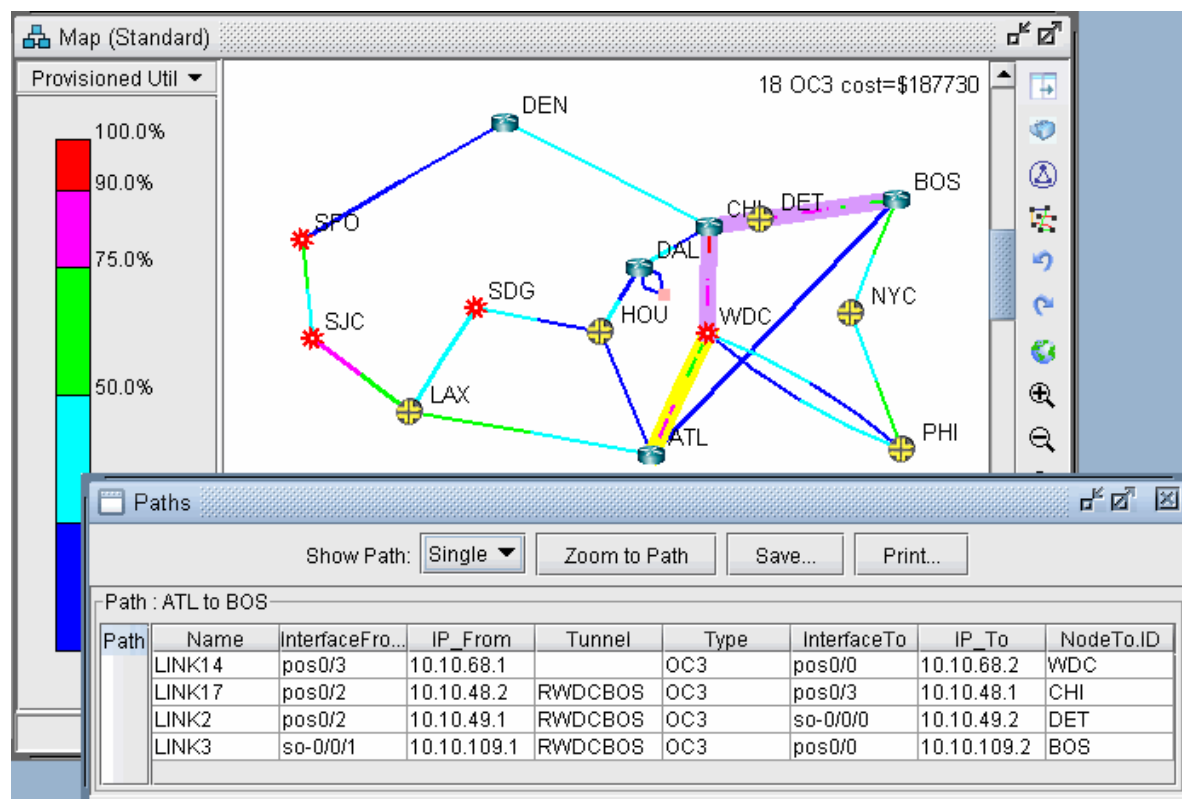 Map (Standard)
Provisioned Util
18 OC3 cost=$187730
100.0%
90.0%
75.0%
50.0%
DEN
BOS
CHI
DET
SFO
DAL
SDG
NYC
HOU
WDC
SJC
LAX
PHI
ATL
Paths
Show Path: Single Zoom to Path Save... Print...
Path : ATL to BOS
Path Name InterfaceFro... IP_From Tunnel Type InterfaceTo IP_To NodeTo.ID
LINK14 pos0/3 10.10.68.1 OC3 pos0/0 10.10.68.2 WDC
LINK17 pos0/2 10.10.48.2 RWDCBOS OC3 pos0/3 10.10.48.1 CHI
LINK2 pos0/2 10.10.49.1 RWDCBOS OC3 so-0/0/0 10.10.49.2 DET
LINK3 so-0/0/1 10.10.109.1 RWDCBOS OC3 pos0/0 10.10.109.2 BOS